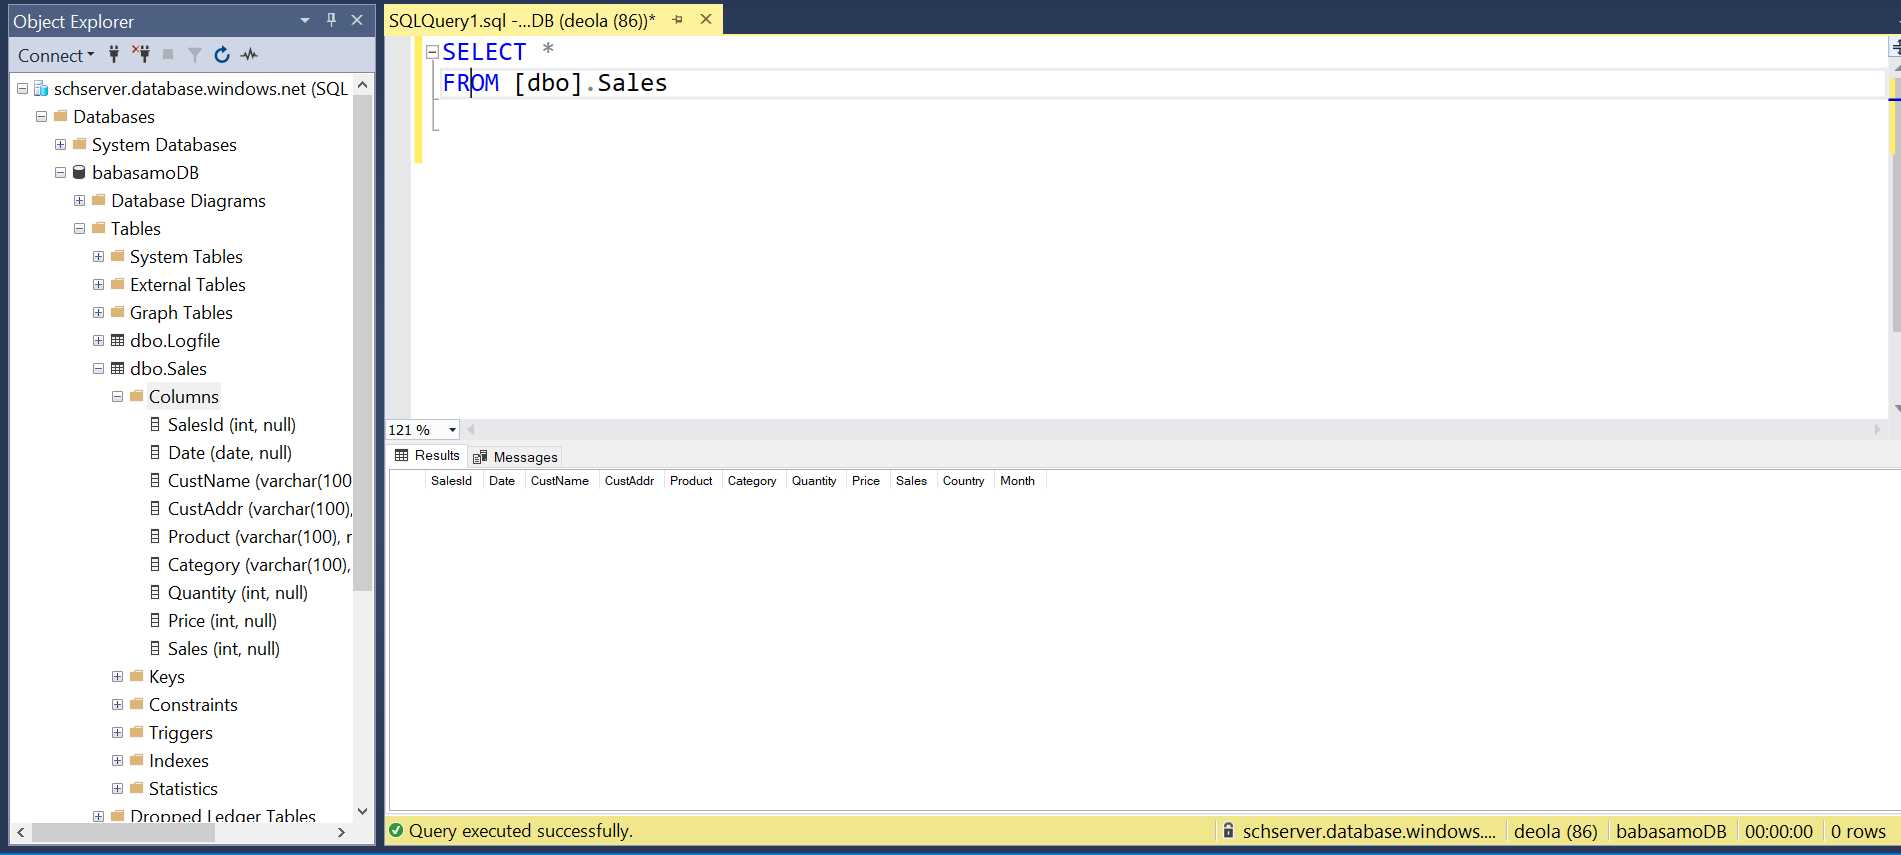 Object Explorer
Connect
schserver.database.windows.net (SQL
Databases
System Databases
babasamoDB
Database Diagrams
Tables
System Tables
External Tables
Graph Tables
dbo.Logfile
dbo.Sales
Columns
SalesId (int, null)
Date (date, null)
CustName (varchar(100
CustAddr (varchar(100),
Product (varchar(100), r
Category (varchar(100),
Quantity (int, null)
Price (int, null)
Sales (int, null)
Keys
Constraints
Triggers
Indexes
Statistics
Dropped Ledger Tables
SQLQuery1.sql -...DB (deola (86))*
SELECT *
FROM [dbo].Sales
121 %
Results Messages
SalesId Date CustName CustAddr Product Category Quantity Price Sales Country Month
Query executed successfully. schserver.database.windows.... deola (86) babasamoDB 00:00:00 0 rows